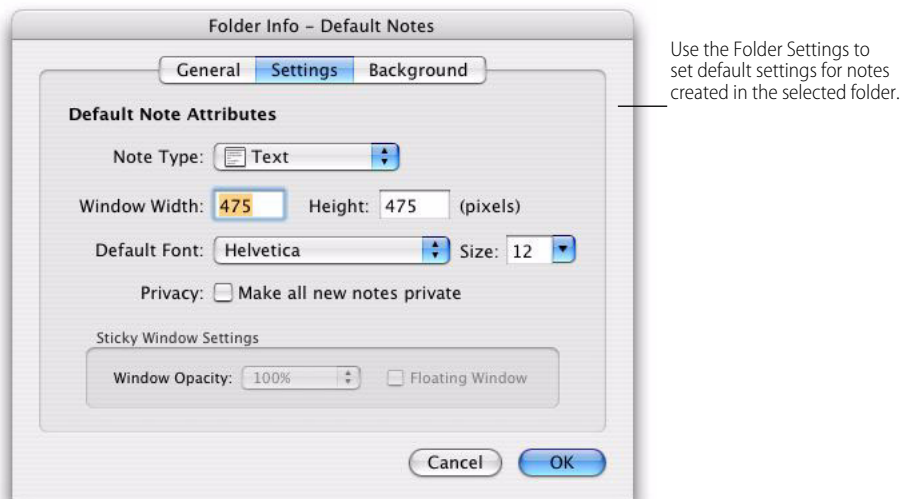 Folder Info – Default Notes
General Settings Background
Default Note Attributes
Note Type: Text
Window Width: 475 Height: 475 (pixels)
Default Font: Helvetica Size: 12
Privacy: Make all new notes private
Sticky Window Settings
Window Opacity: 100% Floating Window
Cancel OK
Use the Folder Settings to
set default settings for notes
created in the selected folder.